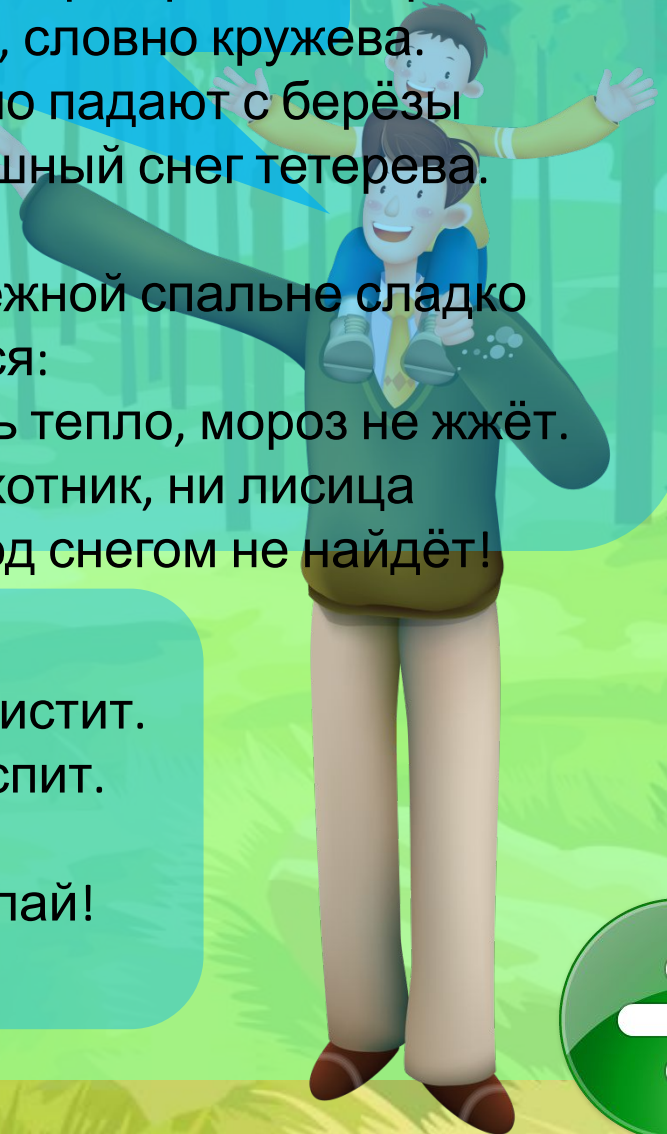 , словно кружева.
но падают с берёзы
шный снег тетерева.
ежной спальне сладко
ся:
ь тепло, мороз не жжёт.
хотник, ни лисица
од снегом не найдёт!
истит.
спит.
пай!